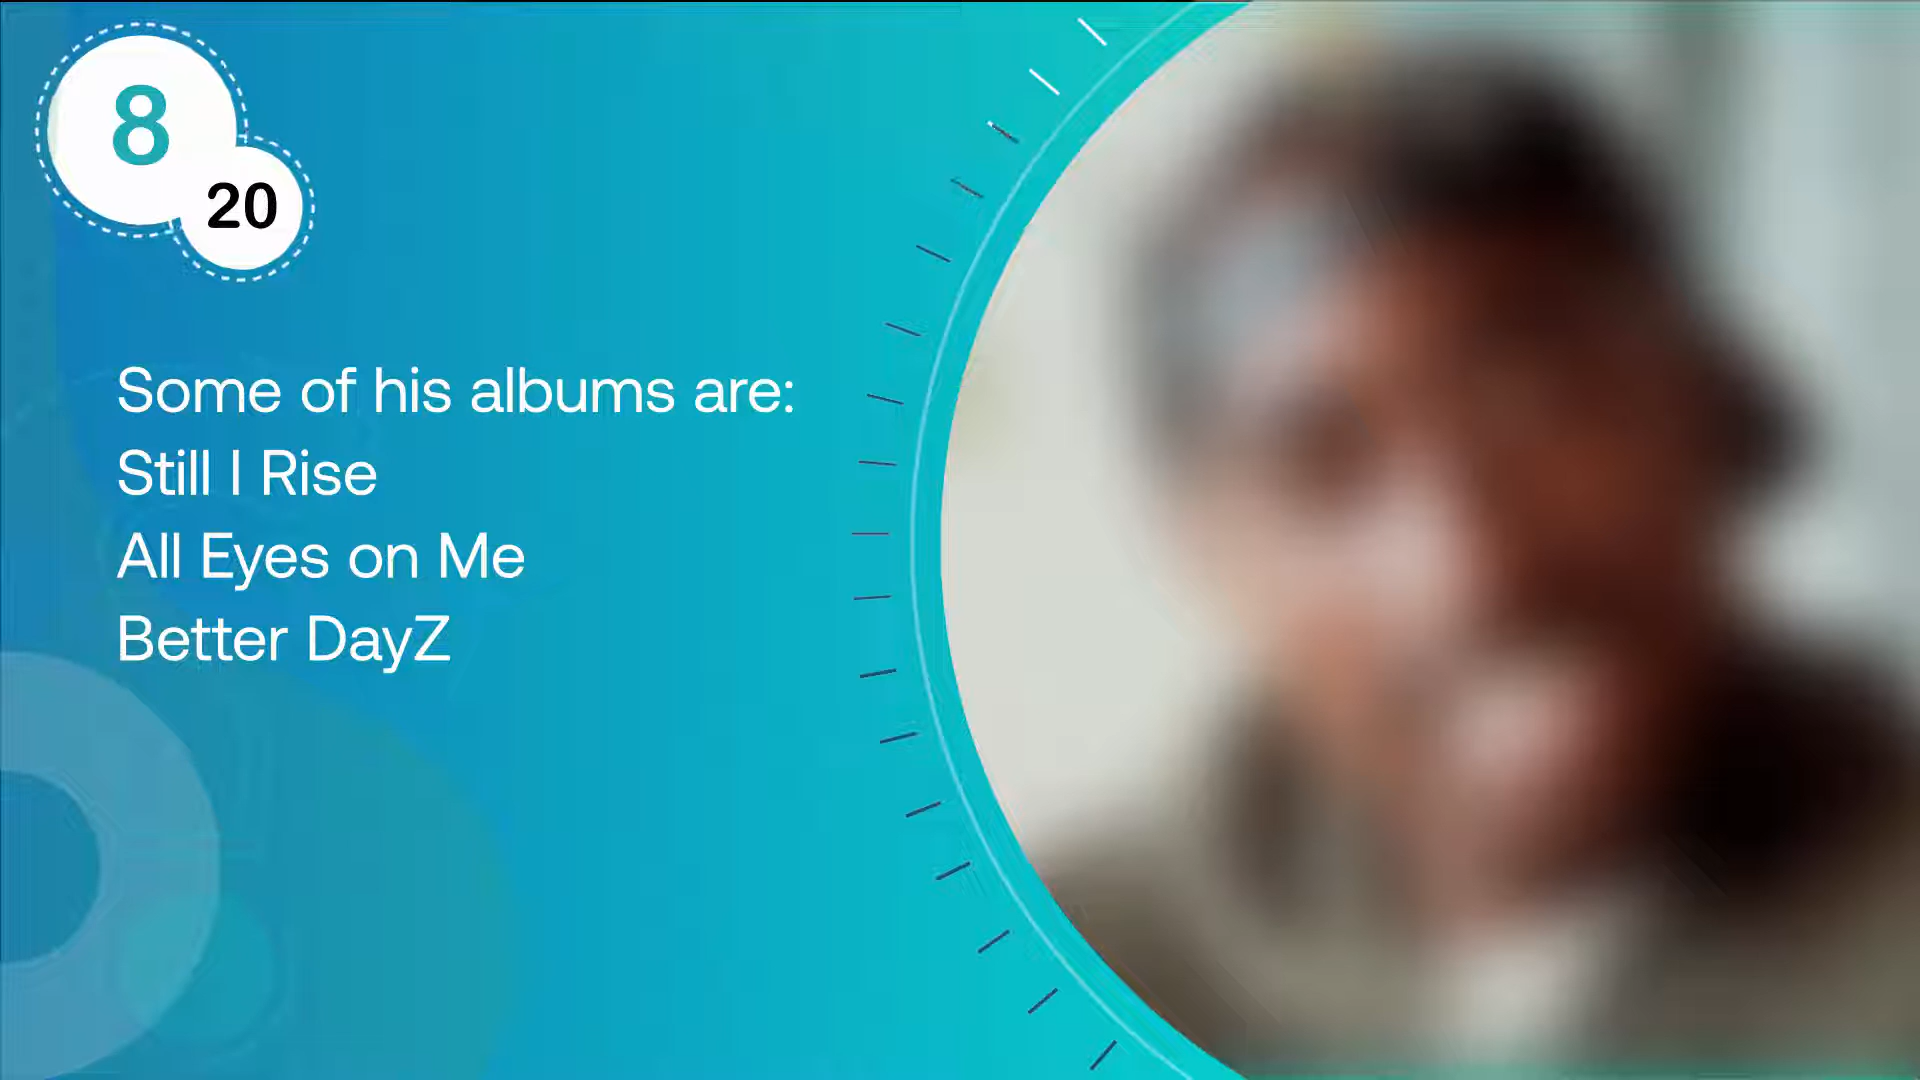 8
20
Some of his albums are:
Still I Rise
All Eyes on Me
Better DayZ